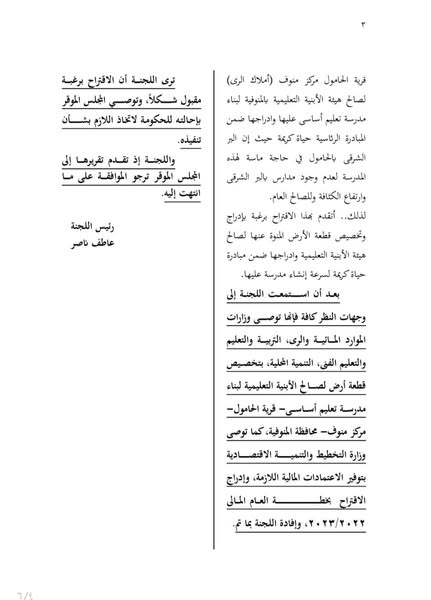 ٣
قرية الحامول مركز منوف (أملاك الرى)
لصالح هيئة الأبنية التعليمية بالمنوفية لبناء
مدرسة تعليم أساسى عليها وادراجها ضمن
المبادرة الرئاسية حياة كريمة حيث إن البر
الشرقى بالحامول في حاجة ماسة لهذه
المدرسة لعدم وجود مدارس بالبر الشرقى
وارتفاع الكثافة وللصالح العام.
لذلك.. أتقدم بهذا الاقتراح برغبة بإدراج
وتخصيص قطعة الأرض المنوة عنها لصالح
هيئة الأبنية التعليمية وادراجها ضمن مبادرة
حياة كريمة لسرعة إنشاء مدرسة عليها.
بعد أن استمعت اللجنة إلى
وجهات النظر كافة فإنها توصى وزارات
الموارد المائية والرى، التربية والتعليم
والتعليم الفنى، التنمية المحلية، بتخصيص
قطعة أرض لصالح الأبنية التعليمية لبناء
مدرسة تعليم أساسى– قرية الحامول–
مركز منوف– محافظة المنوفية، كما توصى
وزارة التخطيط والتنمية الاقتصادية
بتوفير الاعتمادات المالية اللازمة، وإدراج
الاقتراح بخطة العام المالى
٢٠٢٣/٢٠٢٢، وإفادة اللجنة بما تم.
ترى اللجنة أن الاقتراح برغبة
مقبول شكلاً، وتوصي المجلس الموقر
بإحالته للحكومة لاتخاذ اللازم بشأن
تنفيذه.
واللجنة إذ تقدم تقريرها إلى
المجلس الموقر ترجو الموافقة على ما
انتهت إليه.
رئيس اللجنة
عاطف ناصر
٦/٤